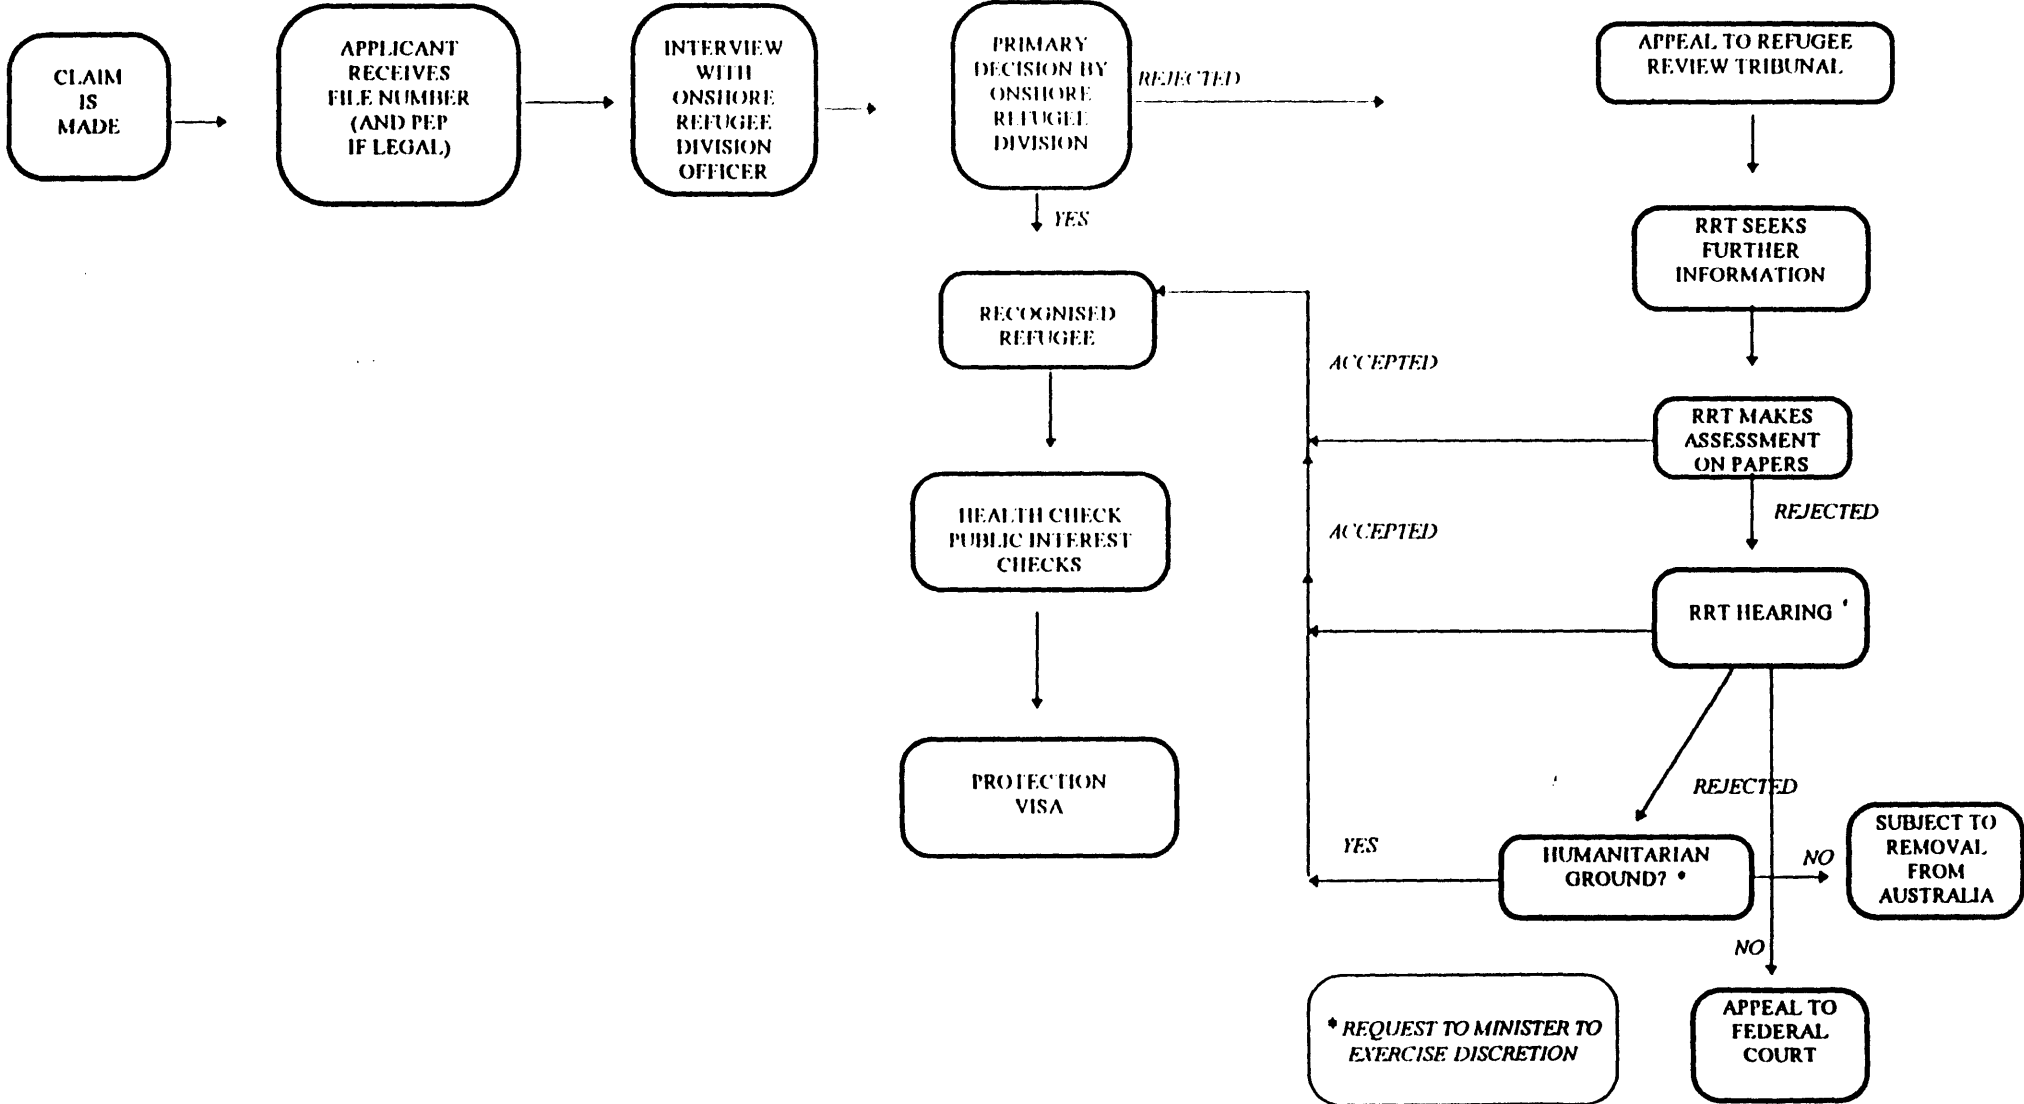 CLAIM
IS
MADE
APPLICANT
RECEIVES
FILE NUMBER
(AND PEP
IF LEGAL)
INTERVIEW
WITH
ONSHORE
REFUGEE
DIVISION
OFFICER
PRIMARY
DECISION BY
ONSHORE
REFUGEE
DIVISION
REJECTED
APPEAL TO REFUGEE
REVIEW TRIBUNAL
YES
RRT SEEKS
FURTHER
INFORMATION
RECOGNISED
REFUGEE
ACCEPTED
RRT MAKES
ASSESSMENT
ON PAPERS
REJECTED
HEALTH CHECK
PUBLIC INTEREST
CHECKS
ACCEPTED
RRT HEARING
PROTECTION
VISA
REJECTED
YES
HUMANITARIAN
GROUND? *
NO
SUBJECT TO
REMOVAL
FROM
AUSTRALIA
NO
* REQUEST TO MINISTER TO
EXERCISE DISCRETION
APPEAL TO
FEDERAL
COURT